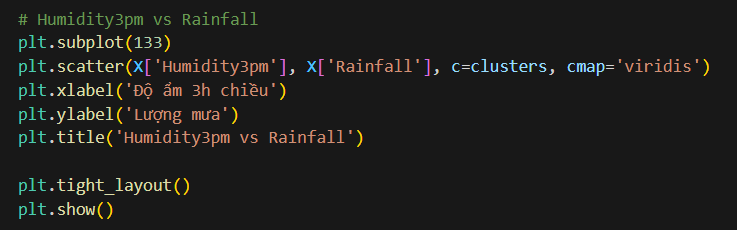 # Humidity3pm vs Rainfall
plt.subplot(133)
plt.scatter(X['Humidity3pm'], X['Rainfall'], c=clusters, cmap='viridis')
plt.xlabel('Độ ẩm 3h chiều')
plt.ylabel('Lượng mưa')
plt.title('Humidity3pm vs Rainfall')
plt.tight_layout()
plt.show()